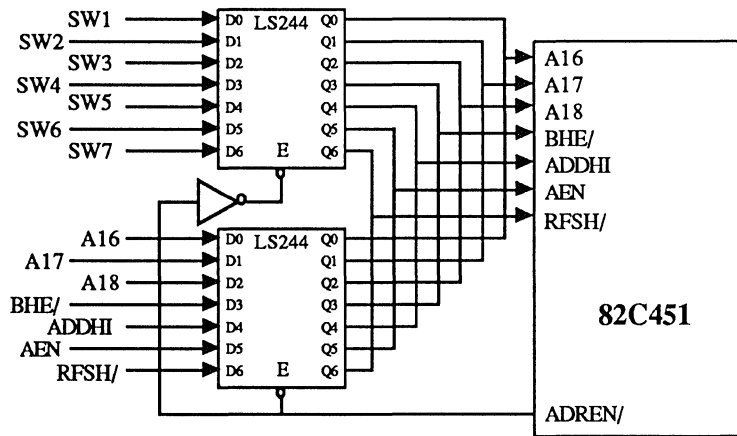 SW1 D0 LS244 Q0
SW2 D1 Q1
SW3 D2 Q2 A16
SW4 D3 Q3 A17
SW5 D4 Q4 A18
SW6 D5 Q5 BHE/
SW7 D6 E Q6 ADDHI
AEN
RFSH/
A16 D0 LS244 Q0
A17 D1 Q1
A18 D2 Q2
BHE/ D3 Q3 82C451
ADDHI D4 Q4
AEN D5 Q5
RFSH/ D6 E Q6
ADREN/